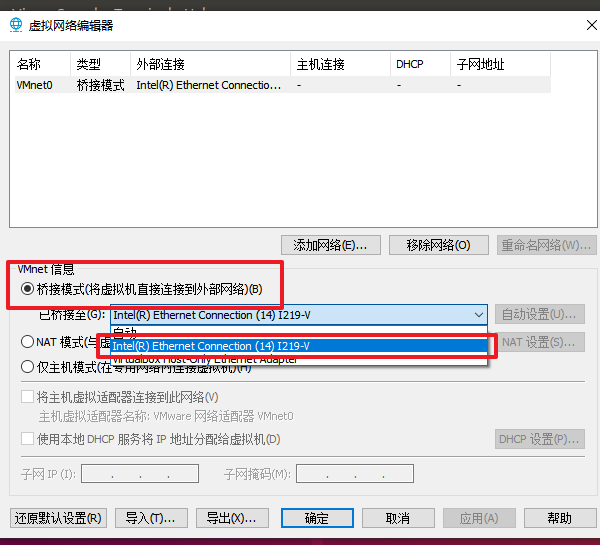 虚拟网络编辑器
名称 类型 外部连接 主机连接 DHCP 子网地址
VMnet0 桥接模式 Intel(R) Ethernet Connectio... - - -
添加网络(E)... 移除网络(O) 重命名网络(W)...
VMnet 信息
桥接模式(将虚拟机直接连接到外部网络)(B)
已桥接至(G): Intel(R) Ethernet Connection (14) I219-V 自动设置(U)...
自动
NAT 模式(与虚 Intel(R) Ethernet Connection (14) I219-V NAT 设置(S)...
VirtualBox Host-Only Ethernet Adapter
仅主机模式(在专用网络内连接虚拟机)(H)
将主机虚拟适配器连接到此网络(V)
主机虚拟适配器名称: VMware 网络适配器 VMnet0
使用本地 DHCP 服务将 IP 地址分配给虚拟机(D) DHCP 设置(P)...
子网 IP (I): . . . 子网掩码(M): . . .
还原默认设置(R) 导入(T)... 导出(X)... 确定 取消 应用(A) 帮助